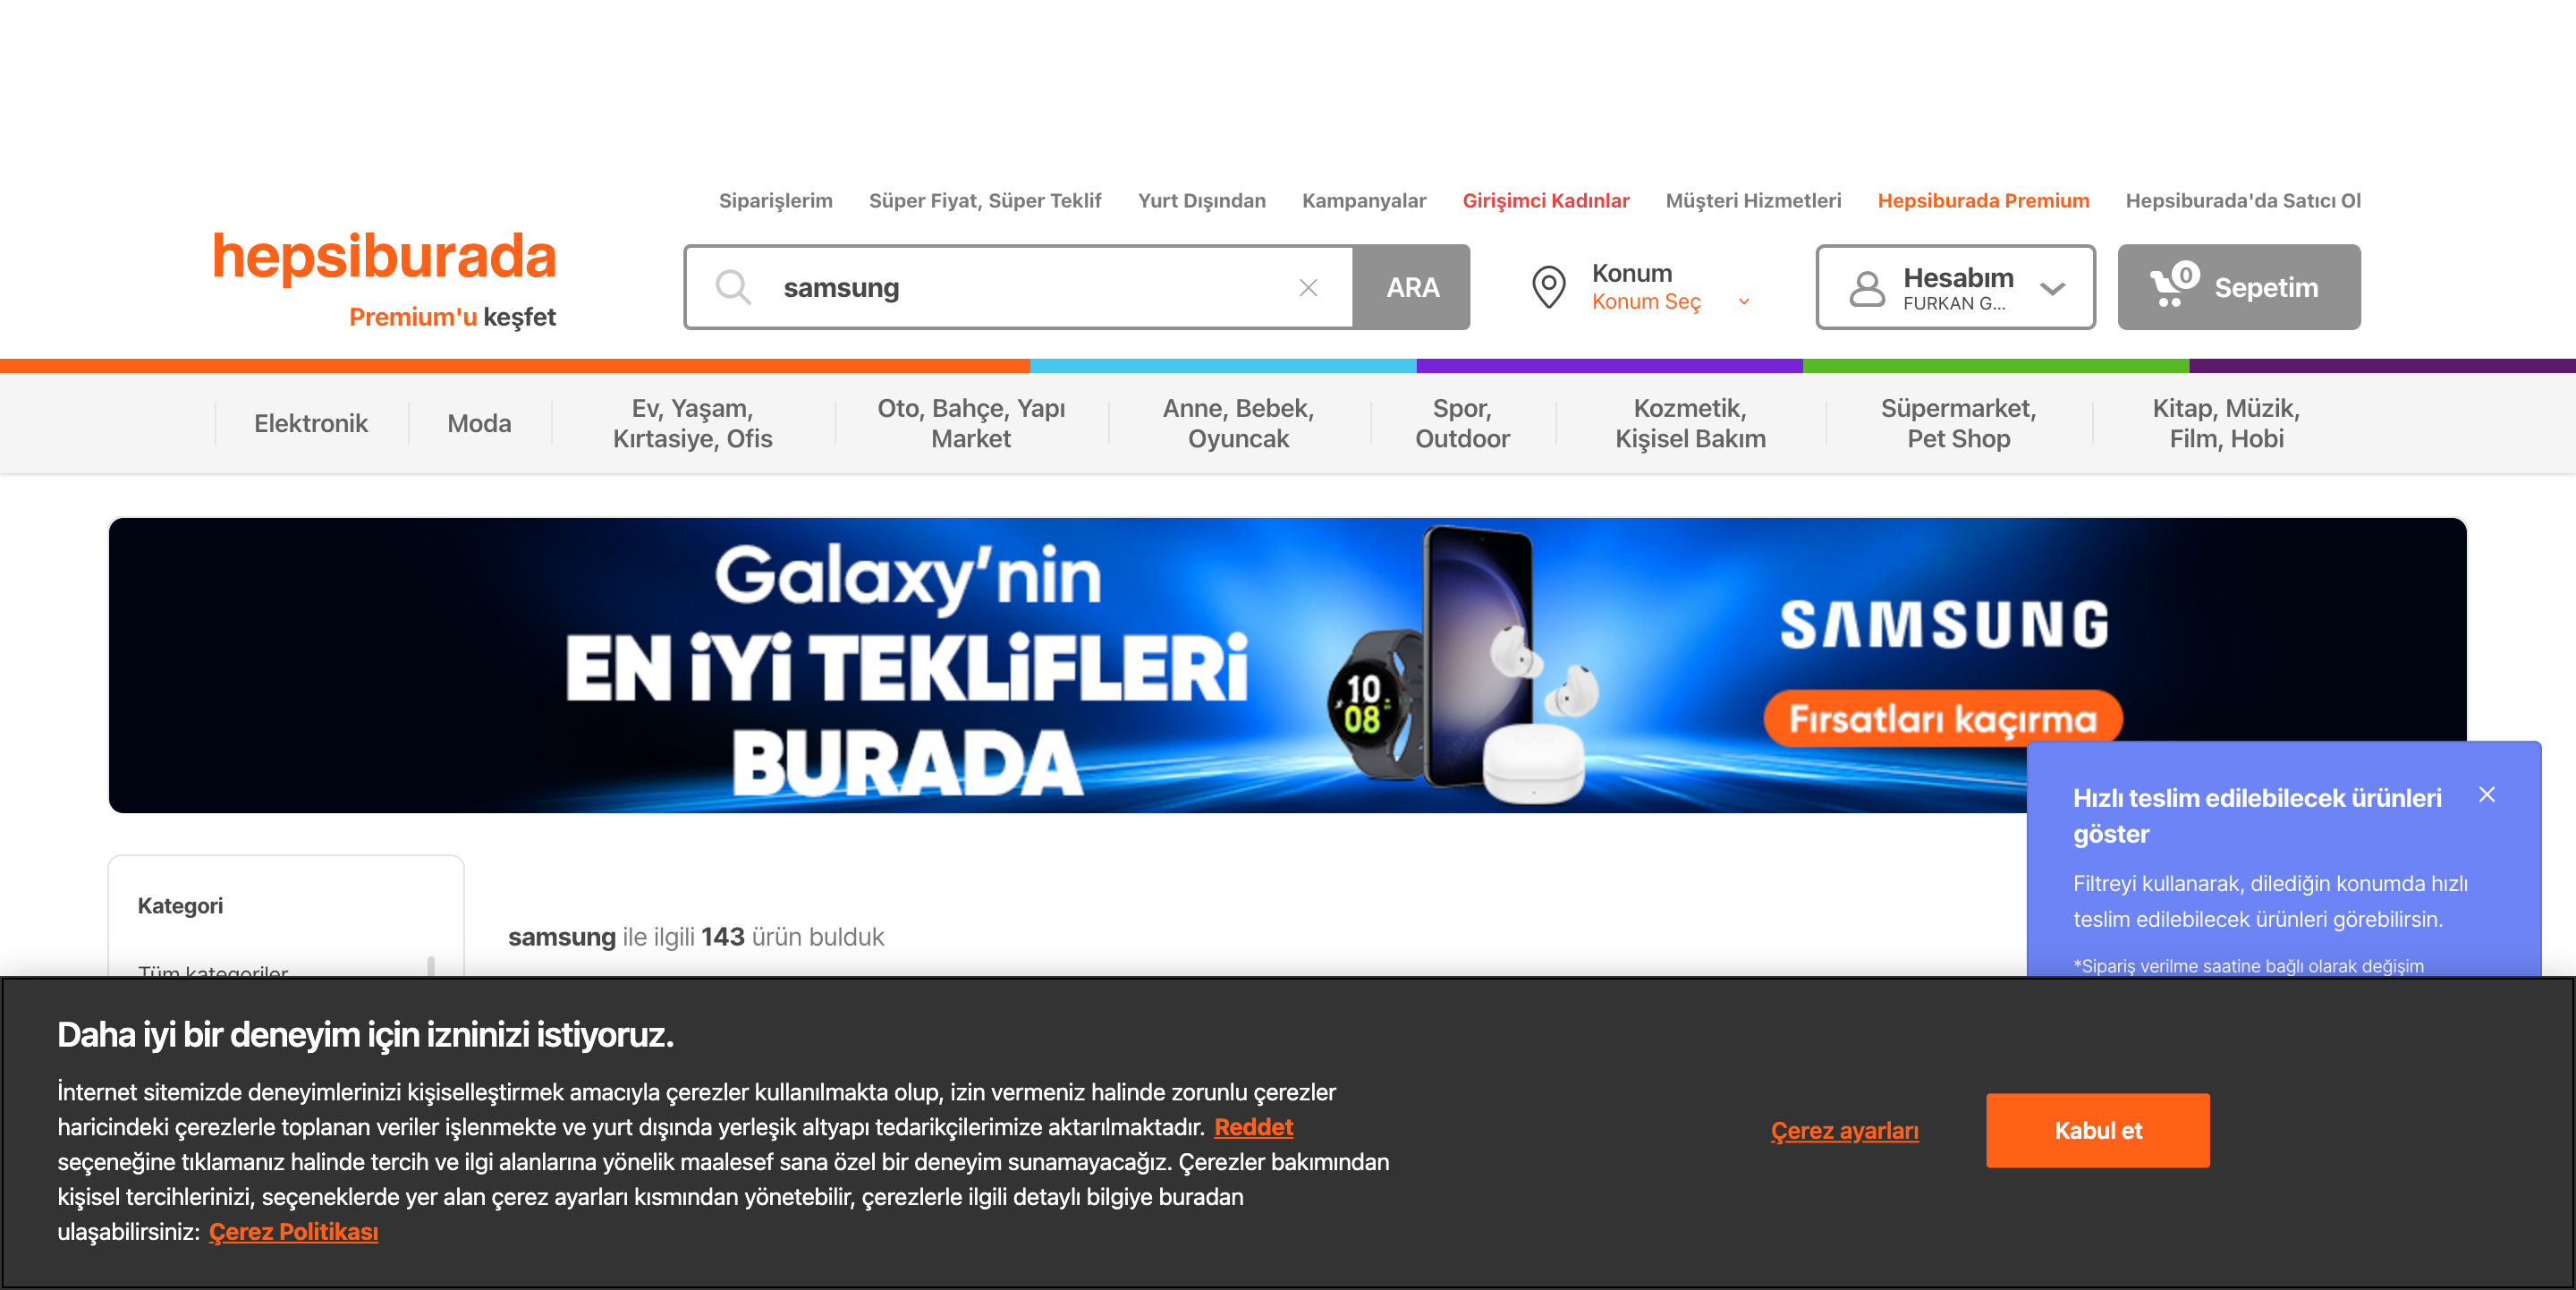 Siparişlerim Süper Fiyat, Süper Teklif Yurt Dışından Kampanyalar Girişimci Kadınlar Müşteri Hizmetleri Hepsiburada Premium Hepsiburada'da Satıcı Ol
hepsiburada
Premium'u keşfet
samsung
ARA
Konum
Konum Seç
Hesabım
FURKAN G...
0
Sepetim
Elektronik
Moda
Ev, Yaşam,
Kırtasiye, Ofis
Oto, Bahçe, Yapı
Market
Anne, Bebek,
Oyuncak
Spor,
Outdoor
Kozmetik,
Kişisel Bakım
Süpermarket,
Pet Shop
Kitap, Müzik,
Film, Hobi
Galaxy'nin
EN İYİ TEKLİFLERİ
BURADA
10
08
SAMSUNG
Fırsatları kaçırma
Hızlı teslim edilebilecek ürünleri
göster
Filtreyi kullanarak, dilediğin konumda hızlı
teslim edilebilecek ürünleri görebilirsin.
*Sipariş verilme saatine bağlı olarak değişim
Kategori
Tüm kategoriler
samsung ile ilgili 143 ürün bulduk
Daha iyi bir deneyim için izninizi istiyoruz.
İnternet sitemizde deneyimlerinizi kişiselleştirmek amacıyla çerezler kullanılmakta olup, izin vermeniz halinde zorunlu çerezler
haricindeki çerezlerle toplanan veriler işlenmekte ve yurt dışında yerleşik altyapı tedarikçilerimize aktarılmaktadır. Reddet
seçeneğine tıklamanız halinde tercih ve ilgi alanlarına yönelik maalesef sana özel bir deneyim sunamayacağız. Çerezler bakımından
kişisel tercihlerinizi, seçeneklerde yer alan çerez ayarları kısmından yönetebilir, çerezlerle ilgili detaylı bilgiye buradan
ulaşabilirsiniz: Çerez Politikası
Çerez ayarları
Kabul et